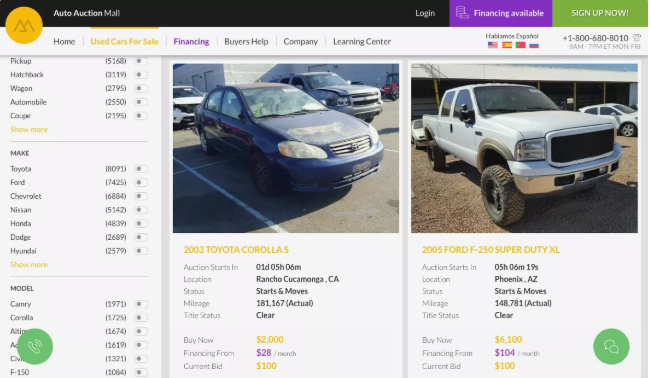 Auto Auction Mall
Login
Financing available
SIGN UP NOW!
Home
Used Cars For Sale
Financing
Buyers Help
Company
Learning Center
Hablamos Español
+1-800-680-8010
9AM - 7PM ET MON-FRI
Pickup (5168)
Hatchback (3119)
Wagon (2795)
Automobile (2550)
Coupe (2195)
Show more
MAKE
Toyota (8091)
Ford (7425)
Chevrolet (6884)
Nissan (5142)
Honda (4839)
Dodge (2689)
Hyundai (2579)
Show more
MODEL
Camry (1971)
Corolla (1725)
(1674)
(1619)
(1321)
F-150 (1084)
2003 TOYOTA COROLLA S
Auction Starts In 01d 05h 06m
Location Rancho Cucamonga , CA
Status Starts & Moves
Mileage 181,167 (Actual)
Title Status Clear
Buy Now $2,000
Financing From $28 / month
Current Bid $100
2005 FORD F-250 SUPER DUTY XL
Auction Starts In 05h 06m 19s
Location Phoenix , AZ
Status Starts & Moves
Mileage 148,781 (Actual)
Title Status Clear
Buy Now $6,100
Financing From $104 / month
Current Bid $100